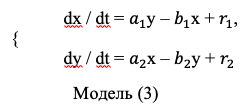 {
dx / dt = a₁y – b₁x + r₁,
dy / dt = a₂x – b₂y + r₂
Модель (3)